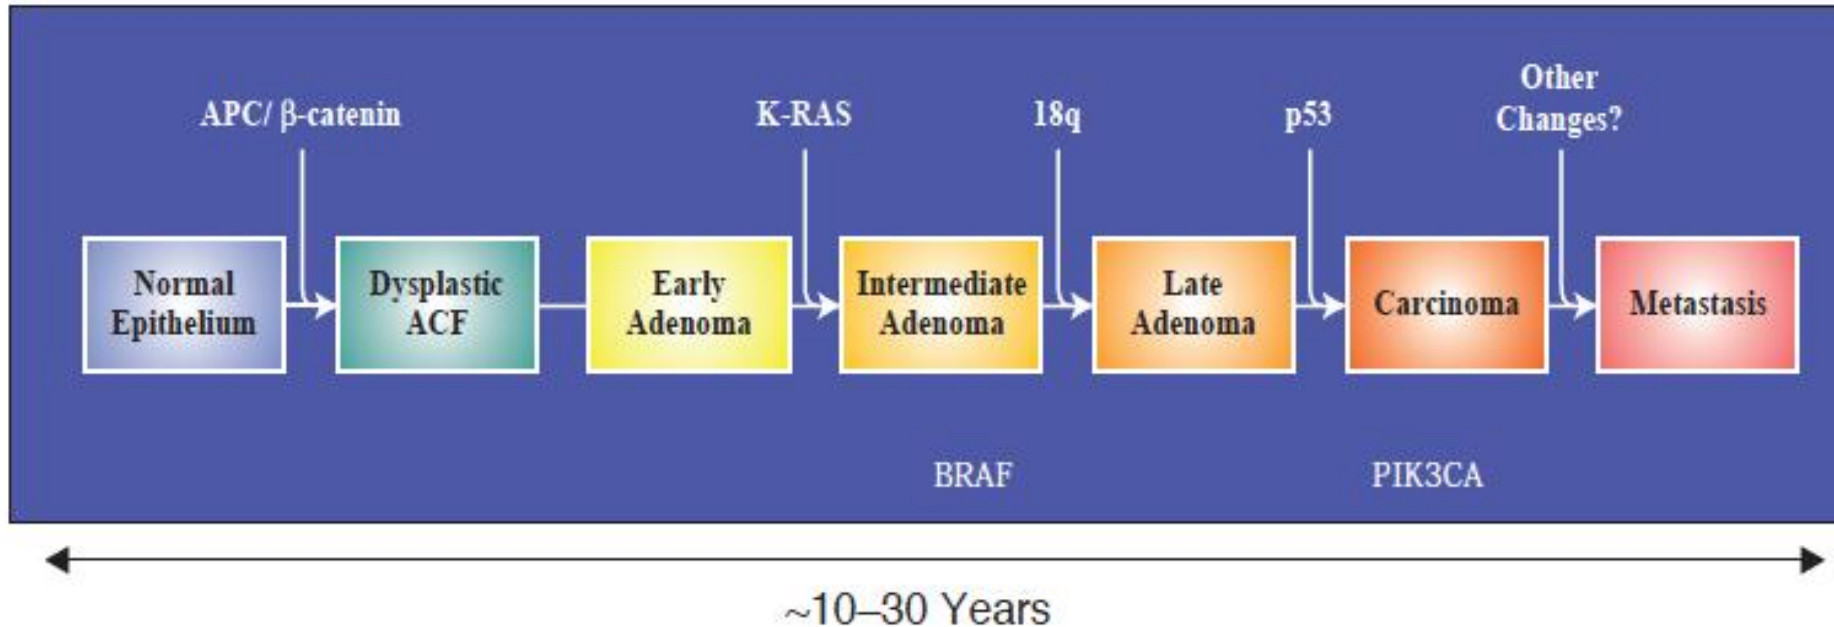 APC/ β-catenin
K-RAS
18q
p53
Other
Changes?
Normal
Epithelium
Dysplastic
ACF
Early
Adenoma
Intermediate
Adenoma
Late
Adenoma
Carcinoma
Metastasis
BRAF
PIK3CA
~10–30 Years